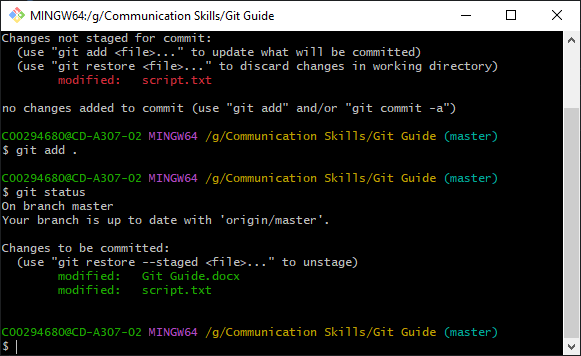 MINGW64:/g/Communication Skills/Git Guide
Changes not staged for commit:
  (use "git add <file>..." to update what will be committed)
  (use "git restore <file>..." to discard changes in working directory)
        modified:   script.txt

no changes added to commit (use "git add" and/or "git commit -a")

C00294680@CD-A307-02 MINGW64 /g/Communication Skills/Git Guide (master)
$ git add .

C00294680@CD-A307-02 MINGW64 /g/Communication Skills/Git Guide (master)
$ git status
On branch master
Your branch is up to date with 'origin/master'.

Changes to be committed:
  (use "git restore --staged <file>..." to unstage)
        modified:   Git Guide.docx
        modified:   script.txt


C00294680@CD-A307-02 MINGW64 /g/Communication Skills/Git Guide (master)
$